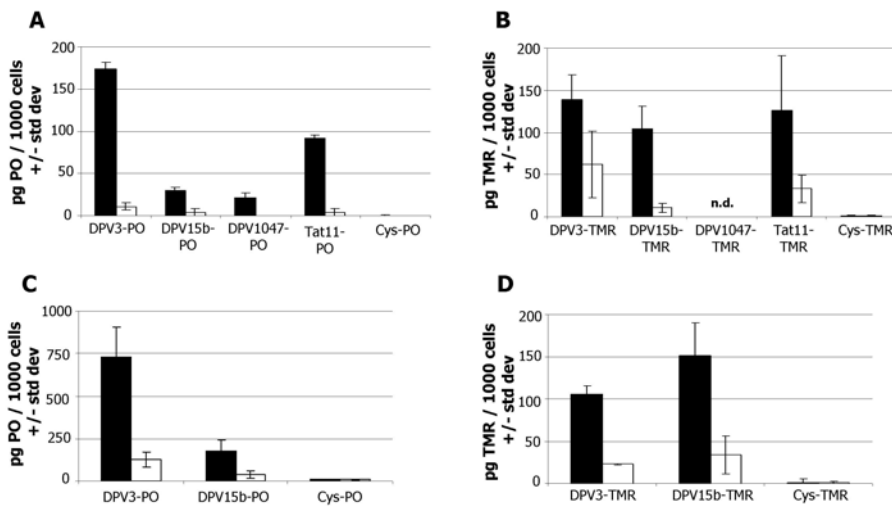 A
pg PO / 1000 cells
+/- std dev
200
150
100
50
0
DPV3-PO
DPV15b-
PO
DPV1047-
PO
Tat11-
PO
Cys-PO
B
pg TMR / 1000 cells
+/- std dev
200
150
100
50
0
n.d.
DPV3-TMR
DPV15b-
TMR
DPV1047-
TMR
Tat11-
TMR
Cys-TMR
C
pg PO / 1000 cells
+/- std dev
1000
750
500
250
0
DPV3-PO
DPV15b-PO
Cys-PO
D
pg TMR / 1000 cells
+/- std dev
200
150
100
50
0
DPV3-TMR
DPV15b-TMR
Cys-TMR